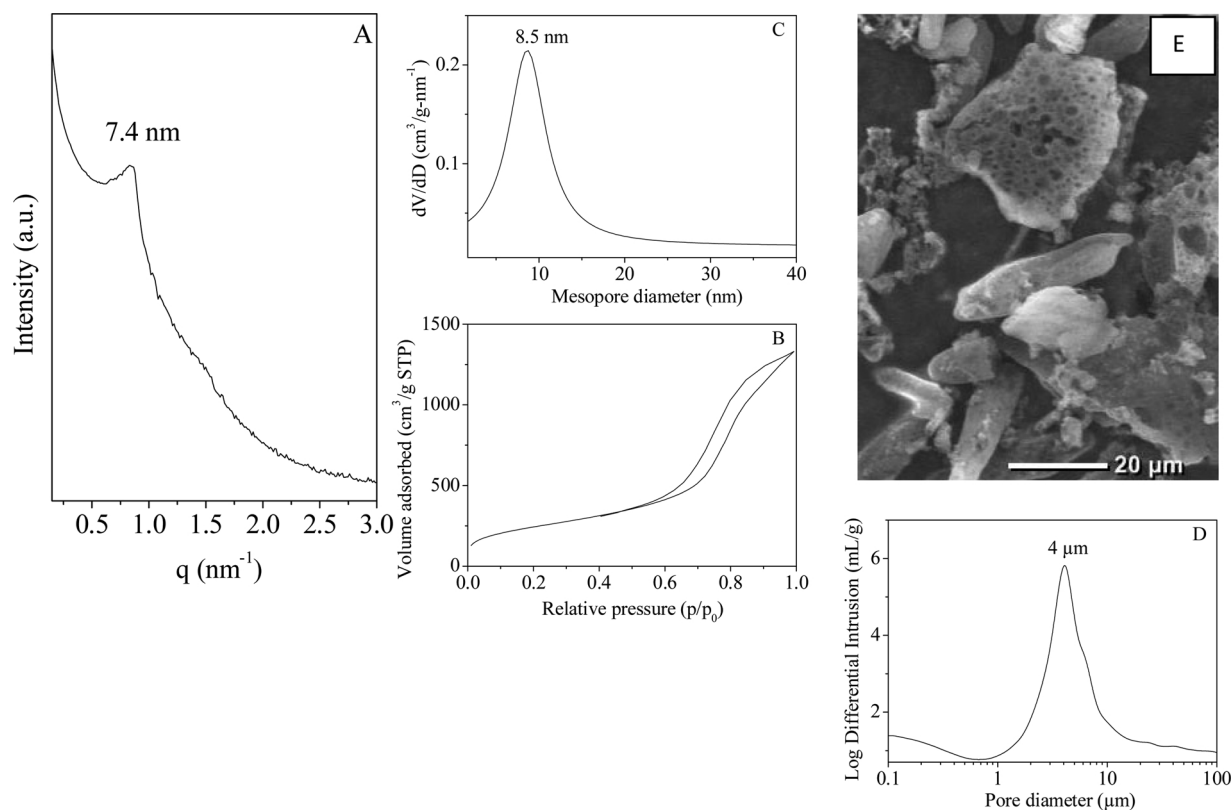 A
7.4 nm
Intensity (a.u.)
0.5 1.0 1.5 2.0 2.5 3.0
q (nm⁻¹)
C
8.5 nm
0.2
0.1
dV/dD (cm³/g-nm⁻¹)
10 20 30 40
Mesopore diameter (nm)
B
1500
1000
500
0
Volume adsorbed (cm³/g STP)
0.0 0.2 0.4 0.6 0.8 1.0
Relative pressure (p/p₀)
E
20 µm
D
4 µm
6
4
2
Log Differential Intrusion (mL/g)
0.1 1 10 100
Pore diameter (µm)